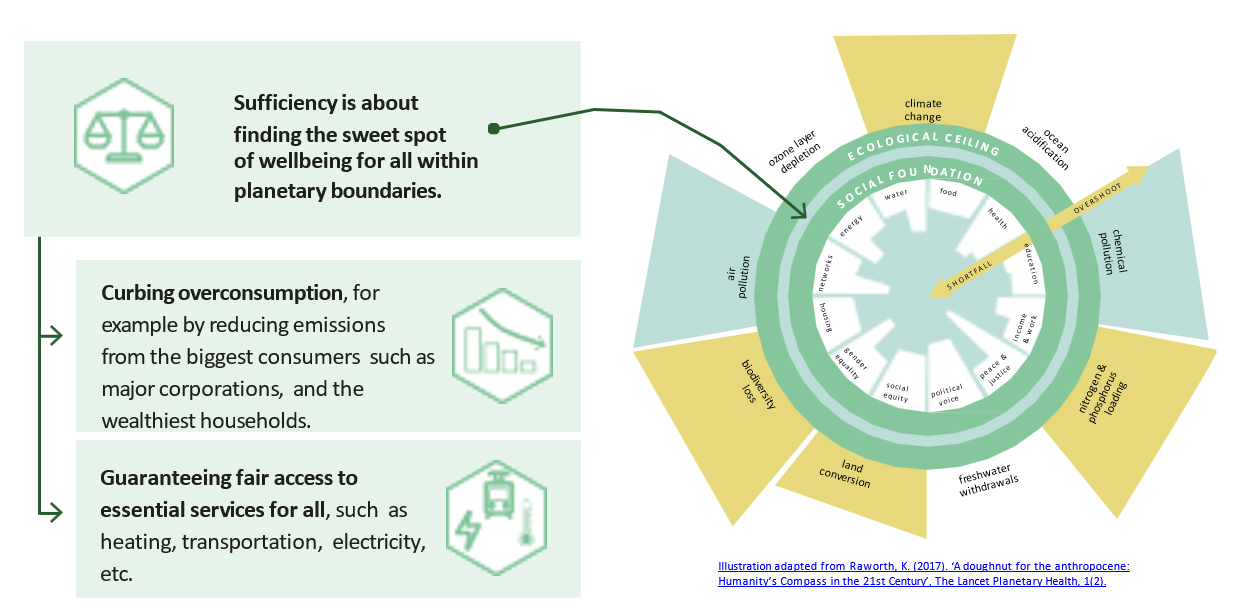 Sufficiency is about
finding the sweet spot
of wellbeing for all within
planetary boundaries.
Curbing overconsumption, for
example by reducing emissions
from the biggest consumers such as
major corporations, and the
wealthiest households.
Guaranteeing fair access to
essential services for all, such as
heating, transportation, electricity,
etc.
climate
change
ozone layer
depletion
ocean
acidification
ECOLOGICAL CEILING
SOCIAL FOUNDATION
OVERSHOOT
SHORTFALL
water
food
energy
health
networks
education
housing
income
& work
gender
equality
peace &
justice
social
equity
political
voice
air
pollution
chemical
pollution
biodiversity
loss
nitrogen &
phosphorus
loading
land
conversion
freshwater
withdrawals
Illustration adapted from Raworth, K. (2017). ‘A doughnut for the anthropocene:
Humanity’s Compass in the 21st Century’, The Lancet Planetary Health, 1(2).